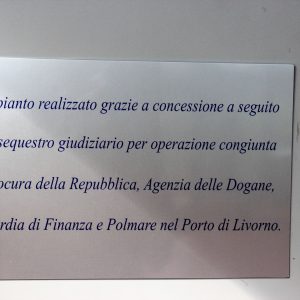 pianto realizzato grazie a concessione a seguito
sequestro giudiziario per operazione congiunta
ocura della Repubblica, Agenzia delle Dogane,
rdia di Finanza e Polmare nel Porto di Livorno.